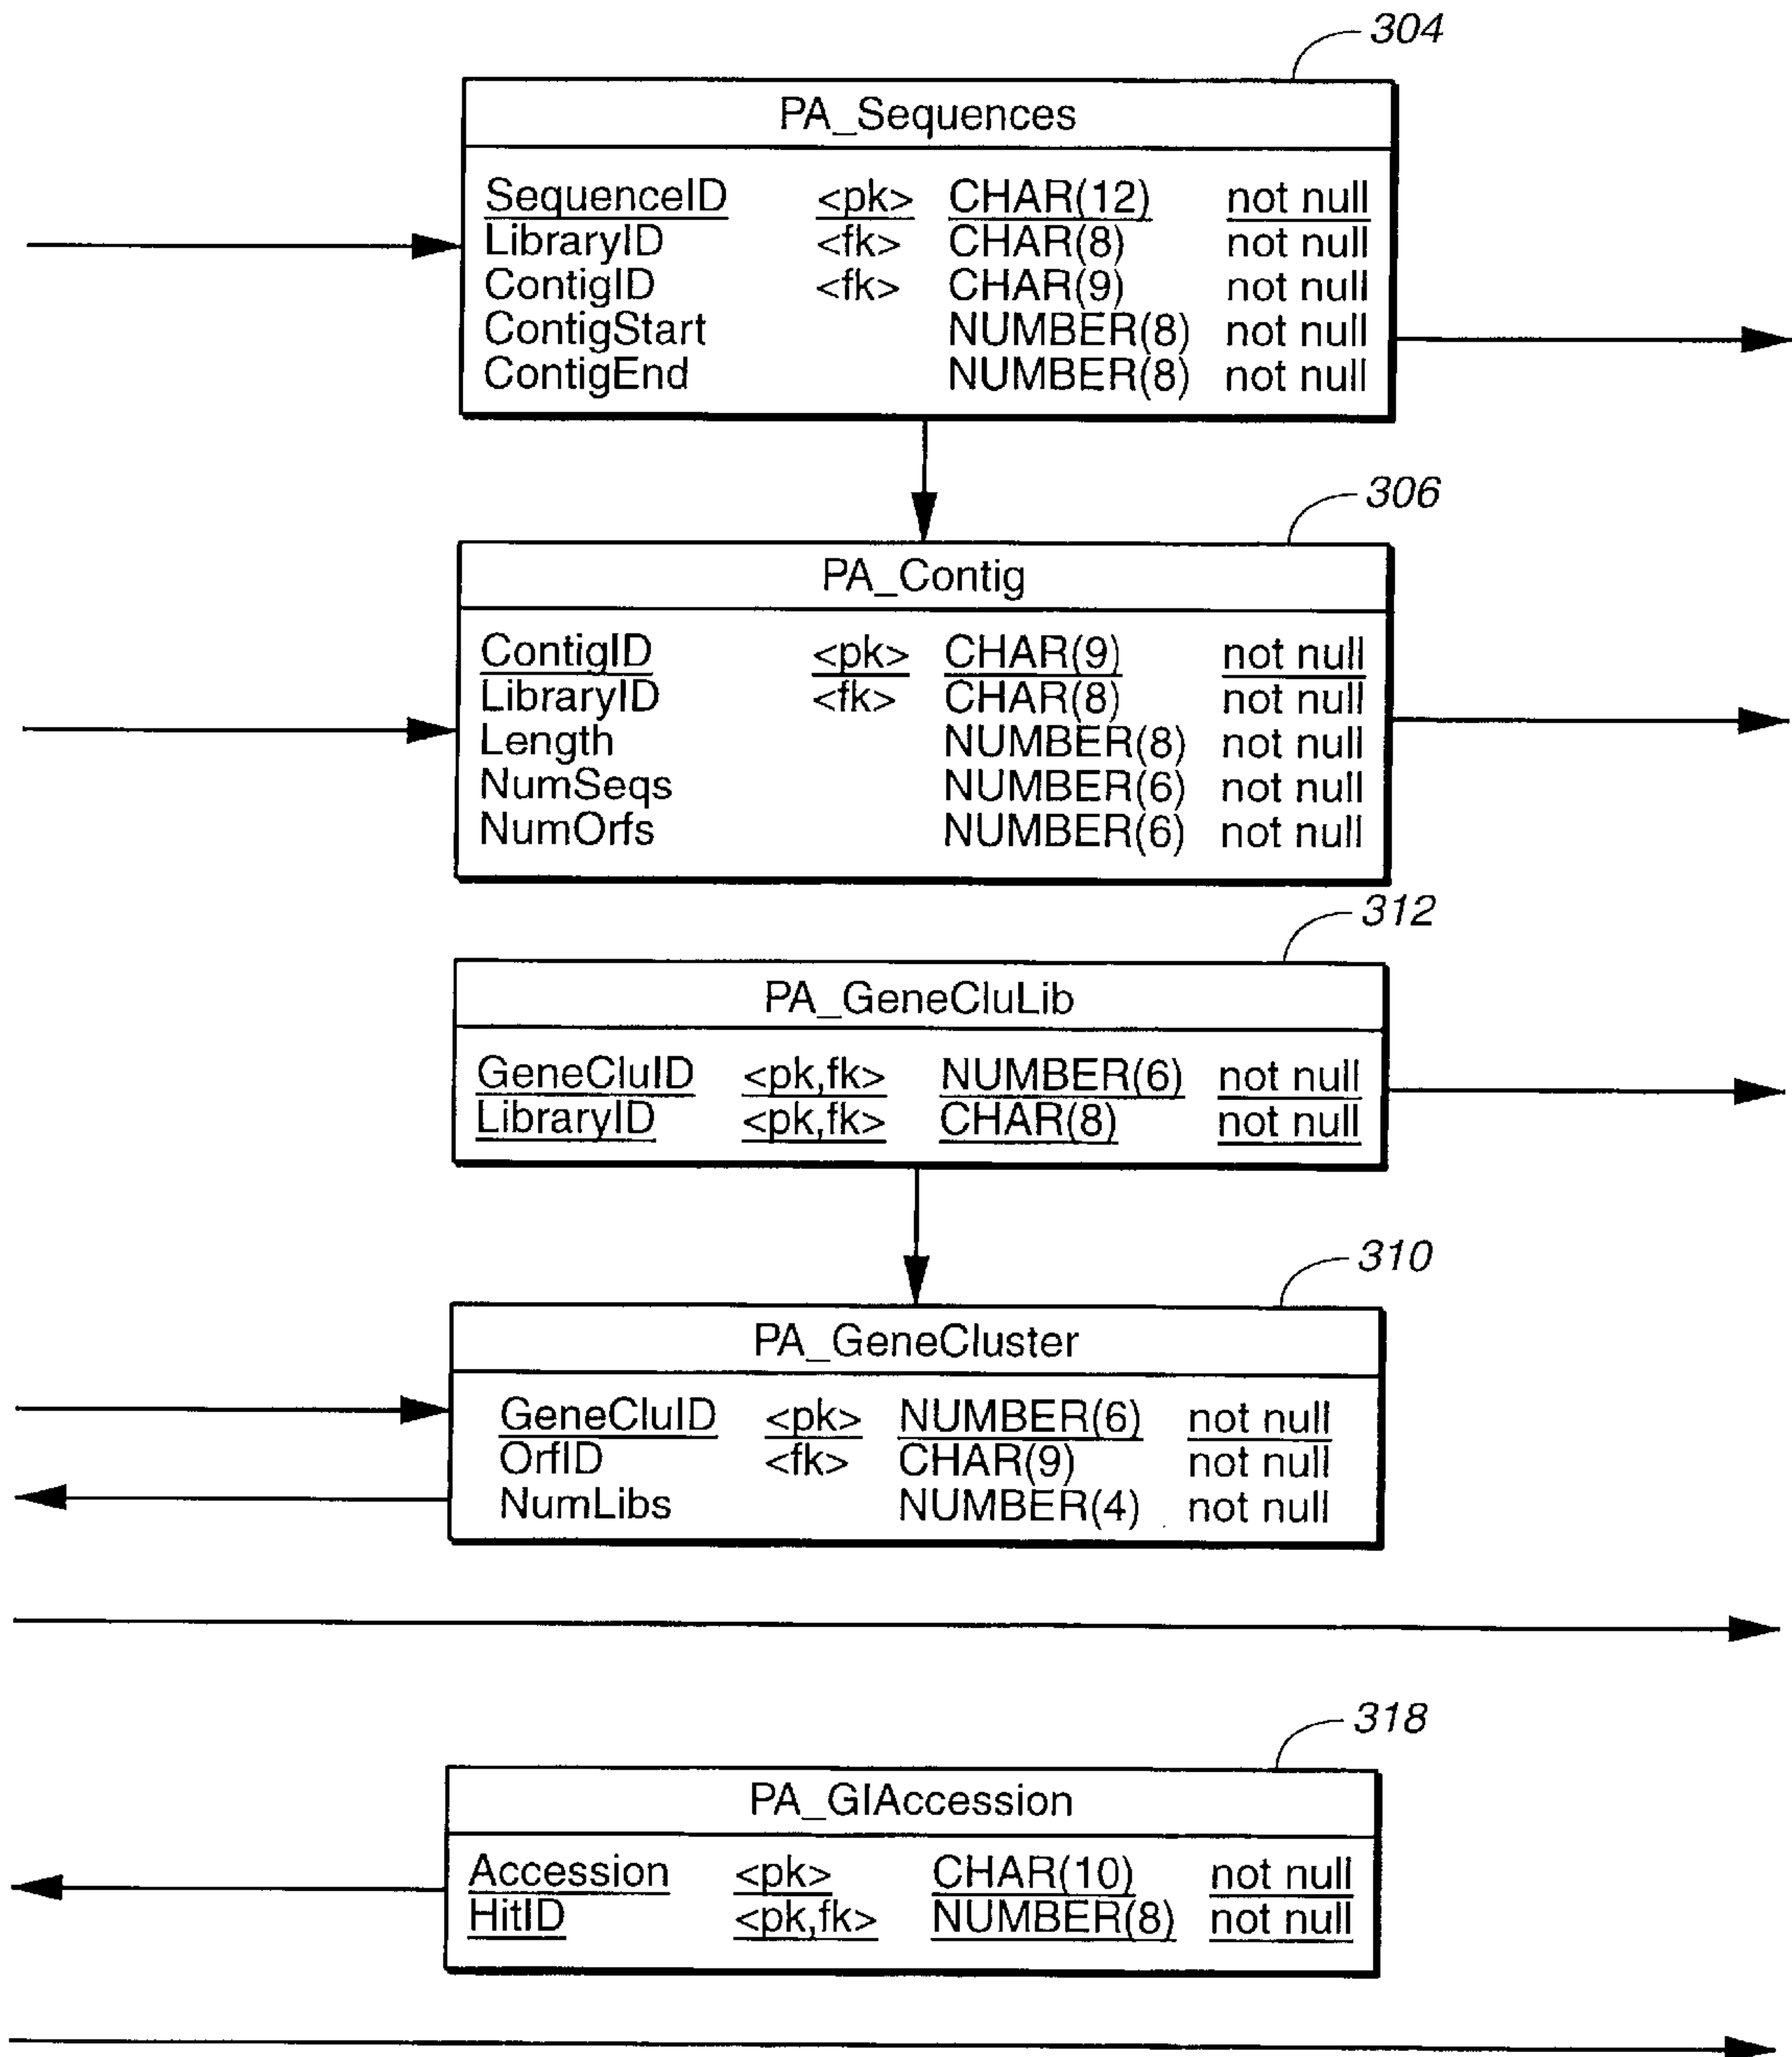 304
PA_Sequences
SequenceID <pk> CHAR(12) not null
LibraryID <fk> CHAR(8) not null
ContigID <fk> CHAR(9) not null
ContigStart NUMBER(8) not null
ContigEnd NUMBER(8) not null
306
PA_Contig
ContigID <pk> CHAR(9) not null
LibraryID <fk> CHAR(8) not null
Length NUMBER(8) not null
NumSeqs NUMBER(6) not null
NumOrfs NUMBER(6) not null
312
PA_GeneCluLib
GeneCluID <pk,fk> NUMBER(6) not null
LibraryID <pk,fk> CHAR(8) not null
310
PA_GeneCluster
GeneCluID <pk> NUMBER(6) not null
OrfID <fk> CHAR(9) not null
NumLibs NUMBER(4) not null
318
PA_GIAccession
Accession <pk> CHAR(10) not null
HitID <pk,fk> NUMBER(8) not null